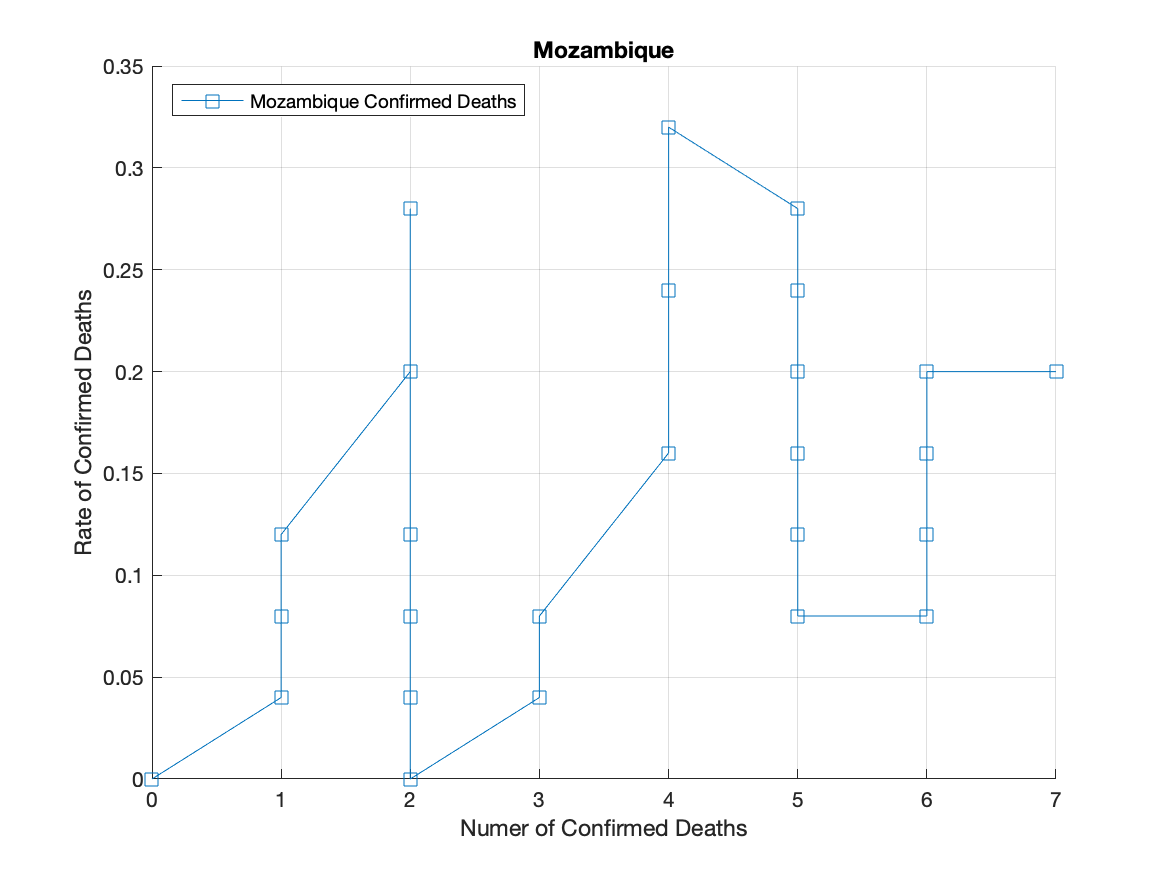 Mozambique
Mozambique Confirmed Deaths
0.35
0.3
0.25
0.2
0.15
0.1
0.05
0
Rate of Confirmed Deaths
0 1 2 3 4 5 6 7
Numer of Confirmed Deaths